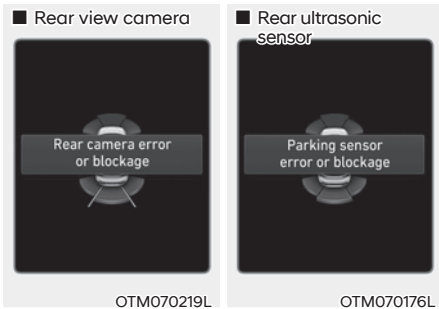 ■ Rear view camera
Rear camera error
or blockage
OTM070219L
■ Rear ultrasonic
sensor
Parking sensor
error or blockage
OTM070176L